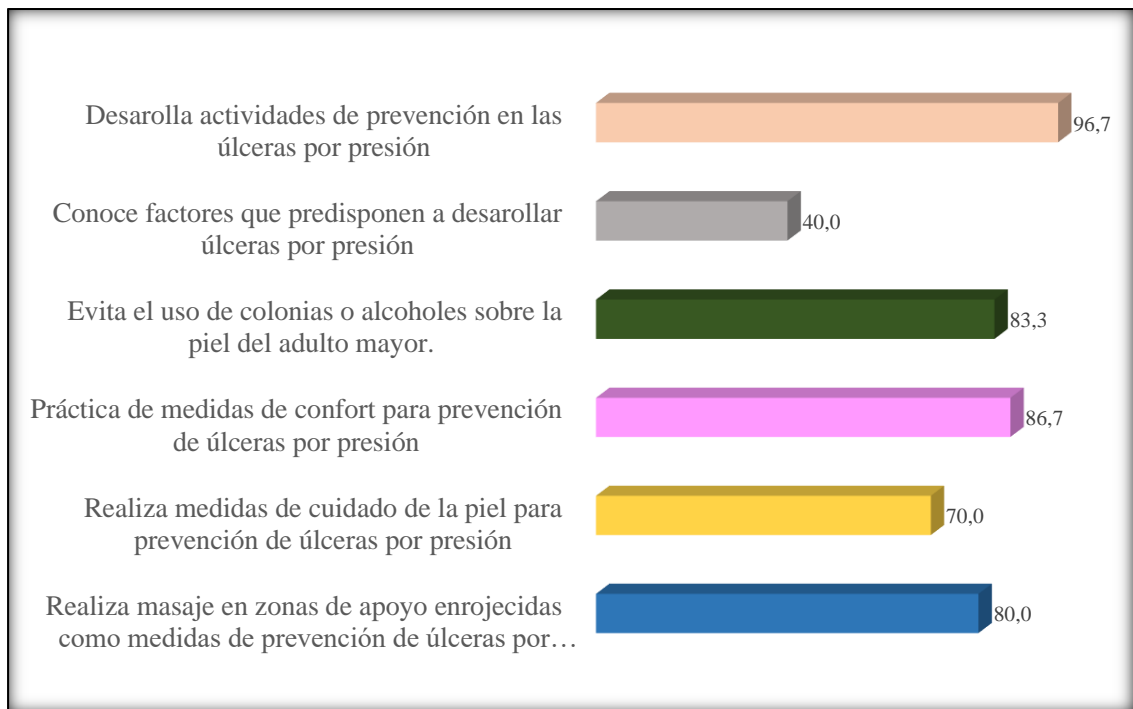 Desarolla actividades de prevención en las
úlceras por presión
96,7
Conoce factores que predisponen a desarollar
úlceras por presión
40,0
Evita el uso de colonias o alcoholes sobre la
piel del adulto mayor.
83,3
Práctica de medidas de confort para prevención
de úlceras por presión
86,7
Realiza medidas de cuidado de la piel para
prevención de úlceras por presión
70,0
Realiza masaje en zonas de apoyo enrojecidas
como medidas de prevención de úlceras por…
80,0